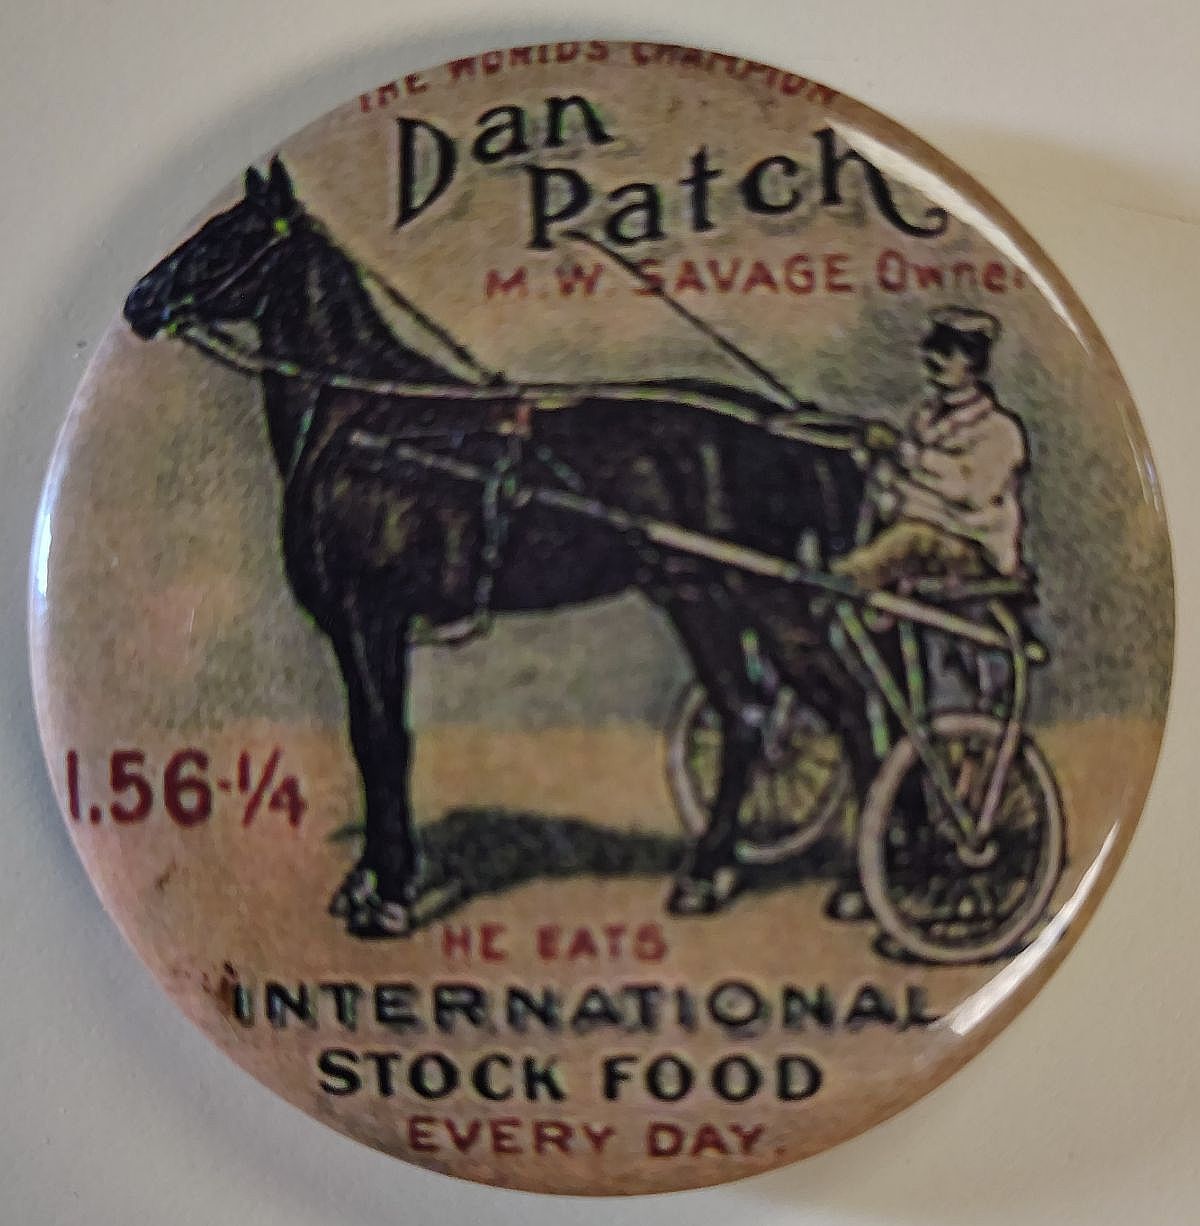 THE WORLDS CHAMPION
Dan
Patch
M.W. SAVAGE Owner
1.56-1/4
HE EATS
INTERNATIONAL
STOCK FOOD
EVERY DAY.